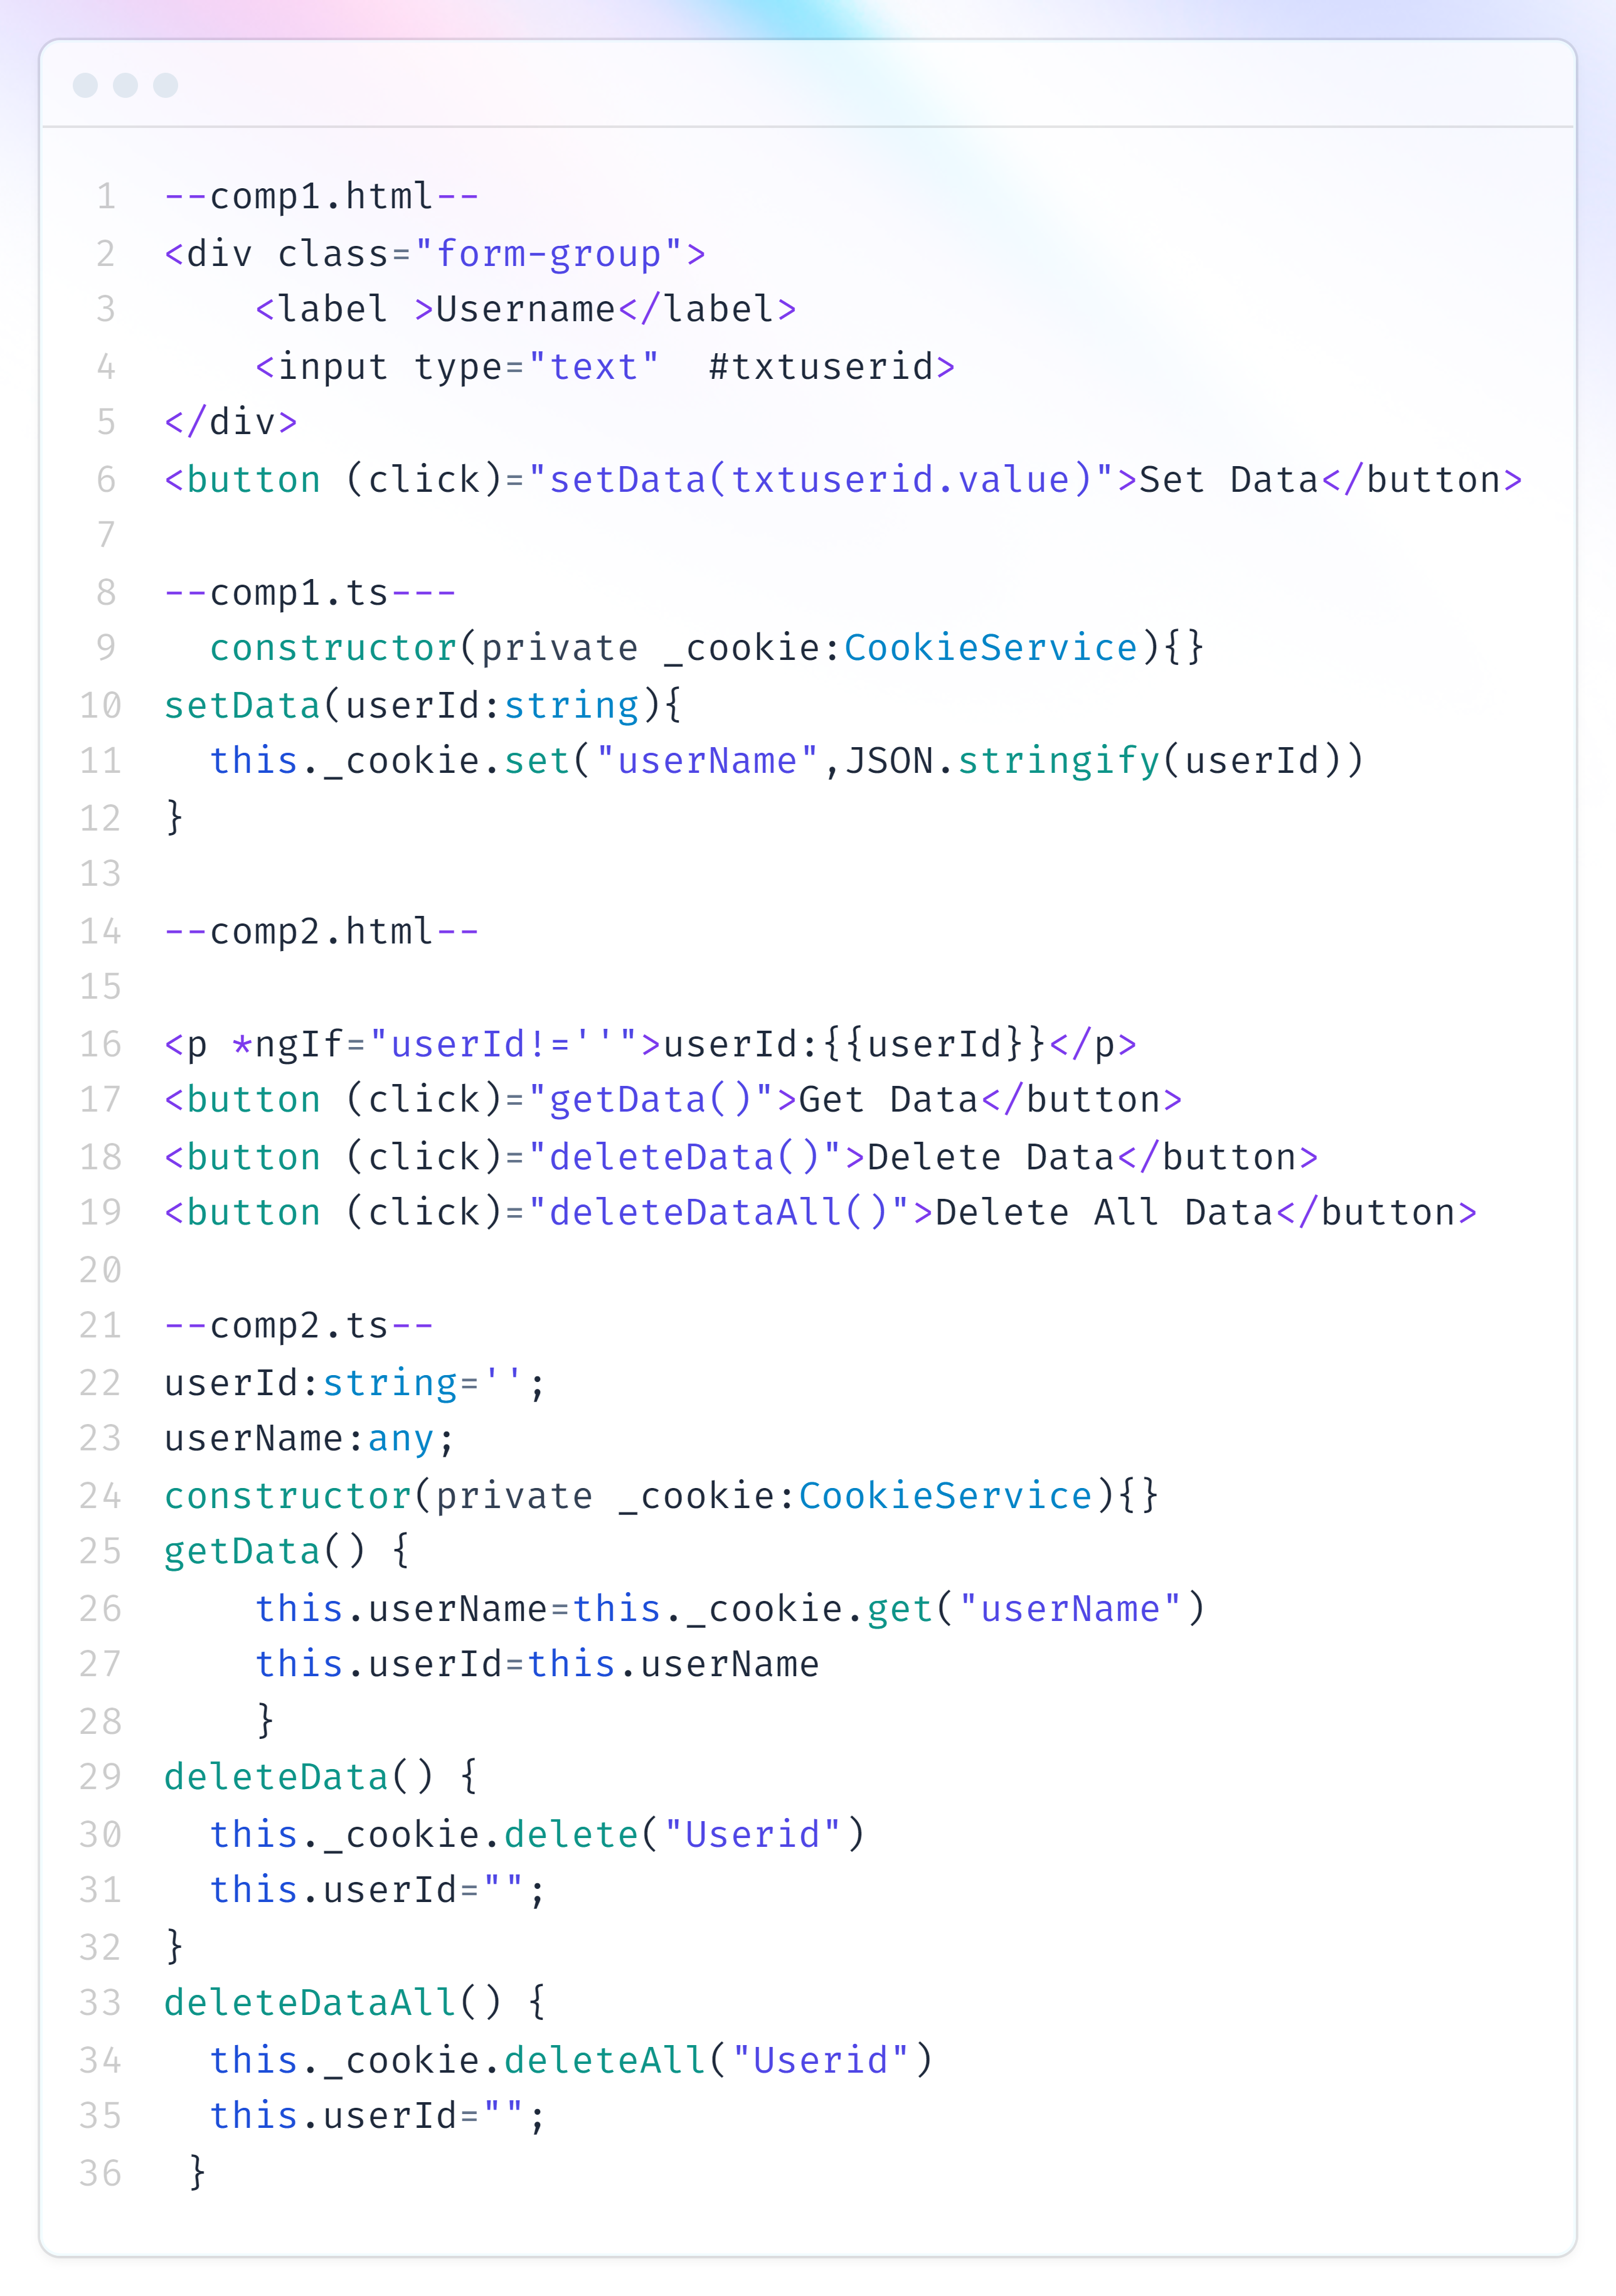 1 --comp1.html--
2 <div class="form-group">
3     <label >Username</label>
4     <input type="text"  #txtuserid>
5 </div>
6 <button (click)="setData(txtuserid.value)">Set Data</button>
7
8 --comp1.ts---
9   constructor(private _cookie:CookieService){}
10 setData(userId:string){
11   this._cookie.set("userName",JSON.stringify(userId))
12 }
13
14 --comp2.html--
15
16 <p *ngIf="userId!=''">userId:{{userId}}</p>
17 <button (click)="getData()">Get Data</button>
18 <button (click)="deleteData()">Delete Data</button>
19 <button (click)="deleteDataAll()">Delete All Data</button>
20
21 --comp2.ts--
22 userId:string='';
23 userName:any;
24 constructor(private _cookie:CookieService){}
25 getData() {
26     this.userName=this._cookie.get("userName")
27     this.userId=this.userName
28     }
29 deleteData() {
30   this._cookie.delete("Userid")
31   this.userId="";
32 }
33 deleteDataAll() {
34   this._cookie.deleteAll("Userid")
35   this.userId="";
36  }